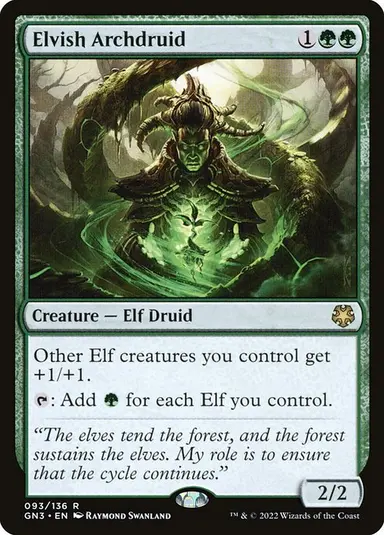 Elvish Archdruid 1
Creature — Elf Druid
Other Elf creatures you control get
+1/+1.
: Add for each Elf you control.
“The elves tend the forest, and the forest
sustains the elves. My role is to ensure
that the cycle continues.”
2/2
093/136 R
GN3 • EN Raymond Swanland
™ & © 2022 Wizards of the Coast